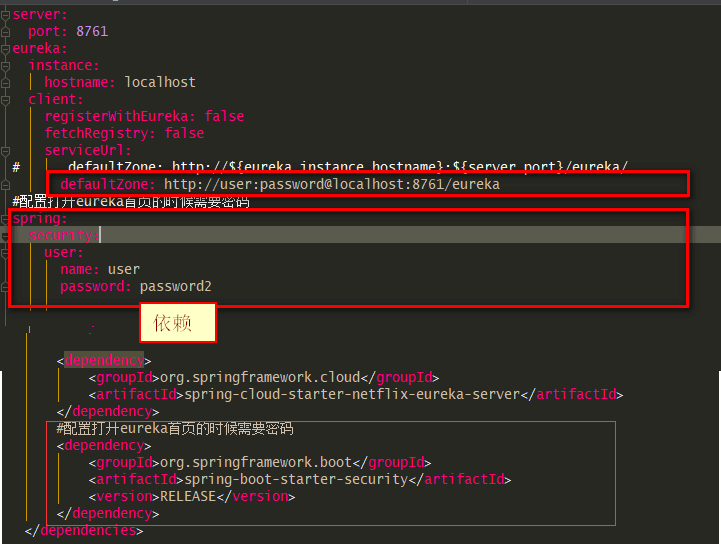 server:
  port: 8761
eureka:
  instance:
    hostname: localhost
  client:
    registerWithEureka: false
    fetchRegistry: false
    serviceUrl:
#      defaultZone: http://${eureka.instance.hostname}:${server.port}/eureka/
      defaultZone: http://user:password@localhost:8761/eureka
#配置打开eureka首页的时候需要密码
spring:
  security:
    user:
      name: user
      password: password2
依赖
<dependency>
    <groupId>org.springframework.cloud</groupId>
    <artifactId>spring-cloud-starter-netflix-eureka-server</artifactId>
</dependency>
#配置打开eureka首页的时候需要密码
<dependency>
    <groupId>org.springframework.boot</groupId>
    <artifactId>spring-boot-starter-security</artifactId>
    <version>RELEASE</version>
</dependency>
</dependencies>